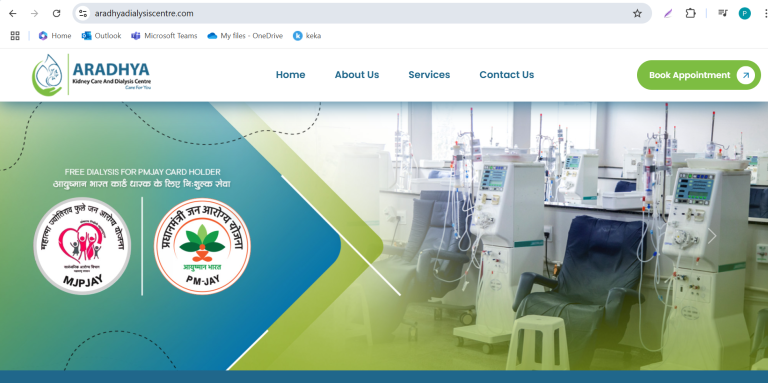 aradhyadialysiscentre.com
Home
Outlook
Microsoft Teams
My files - OneDrive
keka
P
ARADHYA
Kidney Care And Dialysis Centre
Care For You
Home
About Us
Services
Contact Us
Book Appointment
FREE DIALYSIS FOR PMJAY CARD HOLDER
आयुष्मान भारत कार्ड धारक के लिए निःशुल्क सेवा
महात्मा ज्योतिराव फुले जन आरोग्य योजना
MJPJAY
प्रधानमंत्री जन आरोग्य योजना
आयुष्मान भारत
PM-JAY